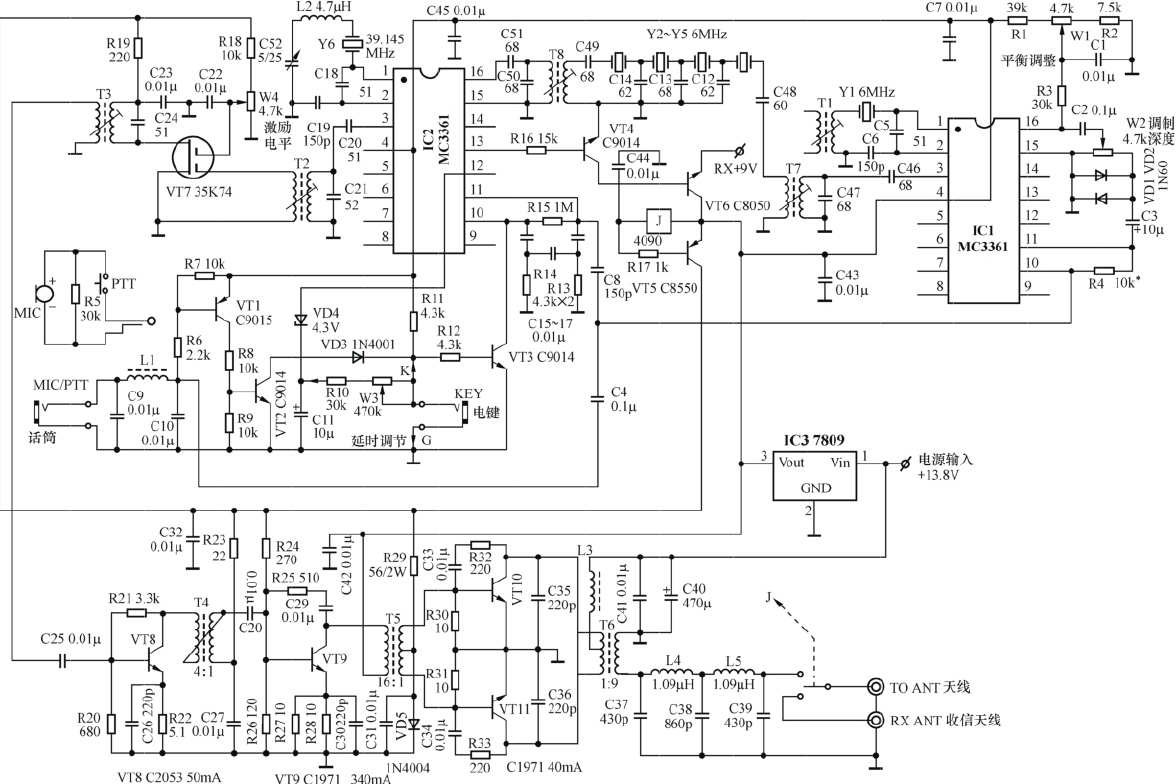 L2 4.7μH
C45 0.01μ
C7 0.01μ
39k
R1
4.7k
W1
7.5k
R2
R19
220
R18
10k
C52
5/25
Y6
39.145
MHz
C51
68
T8
C49
68
Y2~Y5 6MHz
平衡调整
C1
0.01μ
C23
0.01μ
C22
0.01μ
C18
51
1
2
3
4
5
6
7
8
16
15
14
13
12
11
10
9
IC2
MC3361
C50
68
C14
62
C13
68
C12
62
C48
60
T1
Y1 6MHz
R3
30k
C2 0.1μ
W2 调制
4.7k深度
T3
C24
51
W4
4.7k
激励
电平
C19
150p
C20
51
R16 15k
VT4
C9014
C44
0.01μ
RX+9V
C5
51
C6
150p
C46
68
1
2
3
4
5
6
7
8
16
15
14
13
12
11
10
9
IC1
MC3361
VD1 VD2
1N60
C3
+10μ
VT7 35K74
T2
C21
52
T7
C47
68
VT6 C8050
R15 1M
J
4090
R17 1k
VT5 C8550
R14
R13
4.3k×2
C8
150p
C15~17
0.01μ
C43
0.01μ
R4
10k*
MIC
+
−
R5
30k
PTT
R7 10k
VT1
C9015
VD4
4.3V
R11
4.3k
R12
4.3k
VT3 C9014
R6
2.2k
R8
10k
VD3 1N4001
L1
K
R10
30k
W3
470k
KEY
电键
C4
0.1μ
MIC/PTT
话筒
C9
0.01μ
C10
0.01μ
R9
10k
VT2 C9014
+
C11
10μ
延时调节
G
IC3 7809
3
Vout
Vin
1
GND
2
电源输入
+13.8V
C32
0.01μ
R23
22
R24
270
C42 0.01μ
R29
56/2W
C33
0.01μ
R32
220
VT10
L3
C35
220p
C41 0.01μ
+
C40
470μ
R25 510
C29
0.01μ
R21 3.3k
T4
0.01μ
C20
T5
R30
10
T6
J
C25 0.01μ
VT8
4:1
VT9
16:1
R31
10
1:9
L4
1.09μH
L5
1.09μH
TO ANT 天线
RX ANT 收信天线
R20
680
C26 220p
R22
5.1
C27
0.01μ
R26 120
R27 10
R28 10
C30220p
C31 0.01μ
VD5
1N4004
C34
0.01μ
VT11
C36
220p
R33
220
C37
430p
C38
860p
C39
430p
VT8 C2053 50mA
VT9 C1971 340mA
C1971 40mA